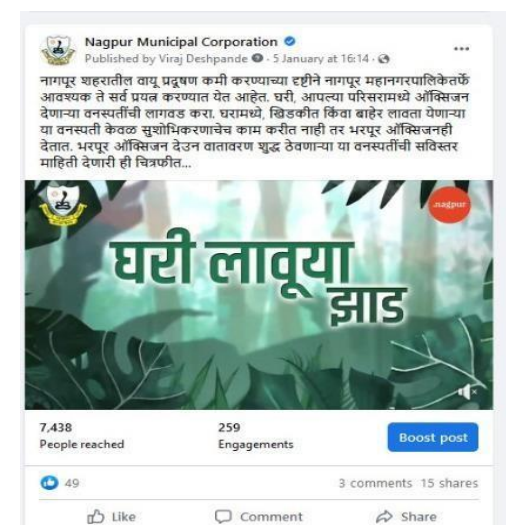 Nagpur Municipal Corporation
Published by Viraj Deshpande · 5 January at 16:14 ·
नागपूर शहरातील वायू प्रदूषण कमी करण्याच्या दृष्टीने नागपूर महानगरपालिकेतर्फे
आवश्यक ते सर्व प्रयत्न करण्यात येत आहेत. घरी, आपल्या परिसरामध्ये ऑक्सिजन
देणाऱ्या वनस्पतींची लागवड करा. घरामध्ये, खिडकीत किंवा बाहेर लावता येणाऱ्या
या वनस्पती केवळ सुशोभिकरणाचेच काम करीत नाही तर भरपूर ऑक्सिजनही
देतात. भरपूर ऑक्सिजन देउन वातावरण शुद्ध ठेवणाऱ्या या वनस्पतींची सविस्तर
माहिती देणारी ही चित्रफीत...
.nagpur
घरी लावूया
झाड
7,438
People reached
259
Engagements
Boost post
49
3 comments 15 shares
Like Comment Share